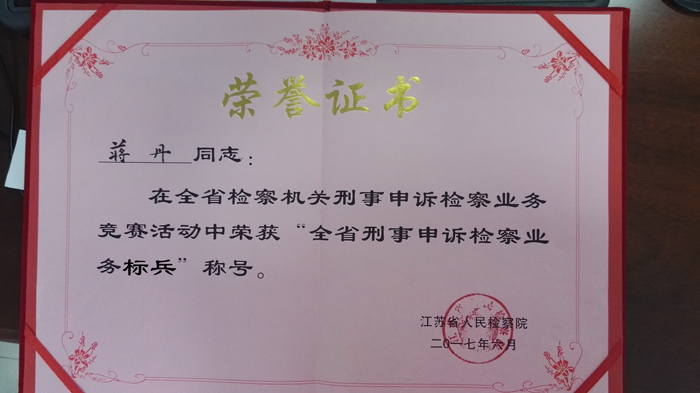 荣誉证书
蒋丹 同志：
在全省检察机关刑事申诉检察业务
竞赛活动中荣获“全省刑事申诉检察业
务标兵”称号。
江苏省人民检察院
二〇一七年六月